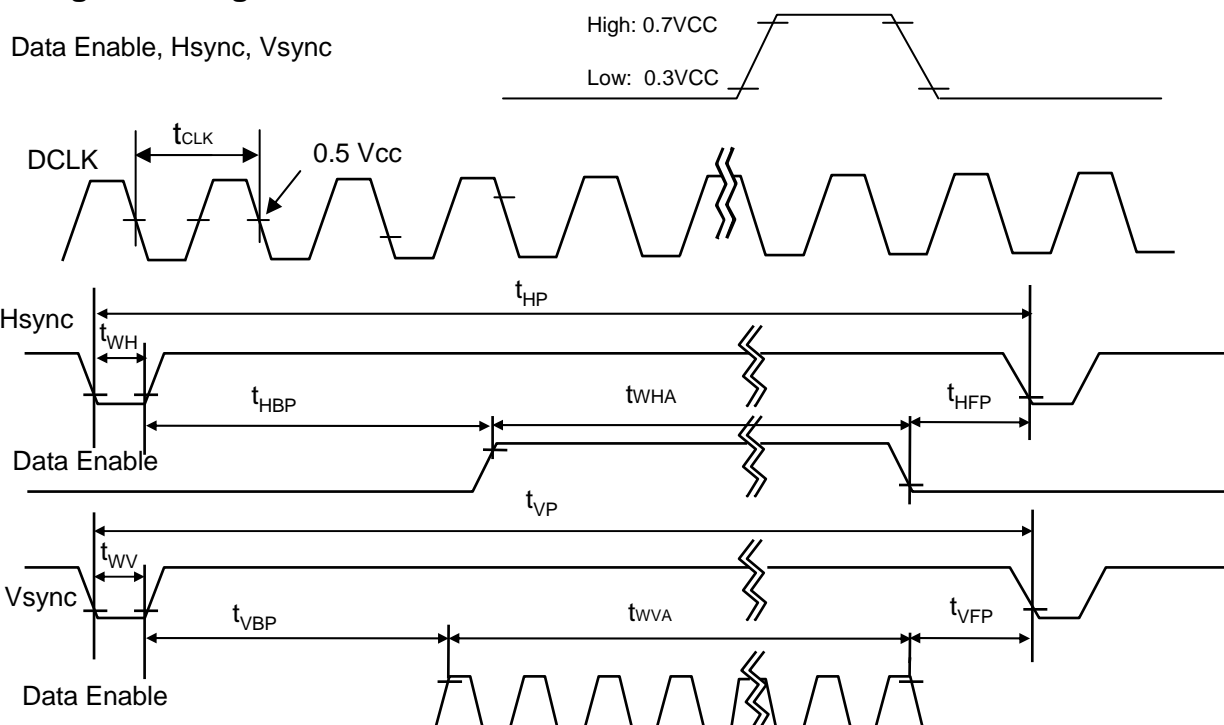 Data Enable, Hsync, Vsync
High: 0.7VCC
Low: 0.3VCC
DCLK
tCLK
0.5 Vcc
tHP
Hsync
tWH
tHBP
tWHA
tHFP
Data Enable
tVP
tWV
Vsync
tVBP
tWVA
tVFP
Data Enable